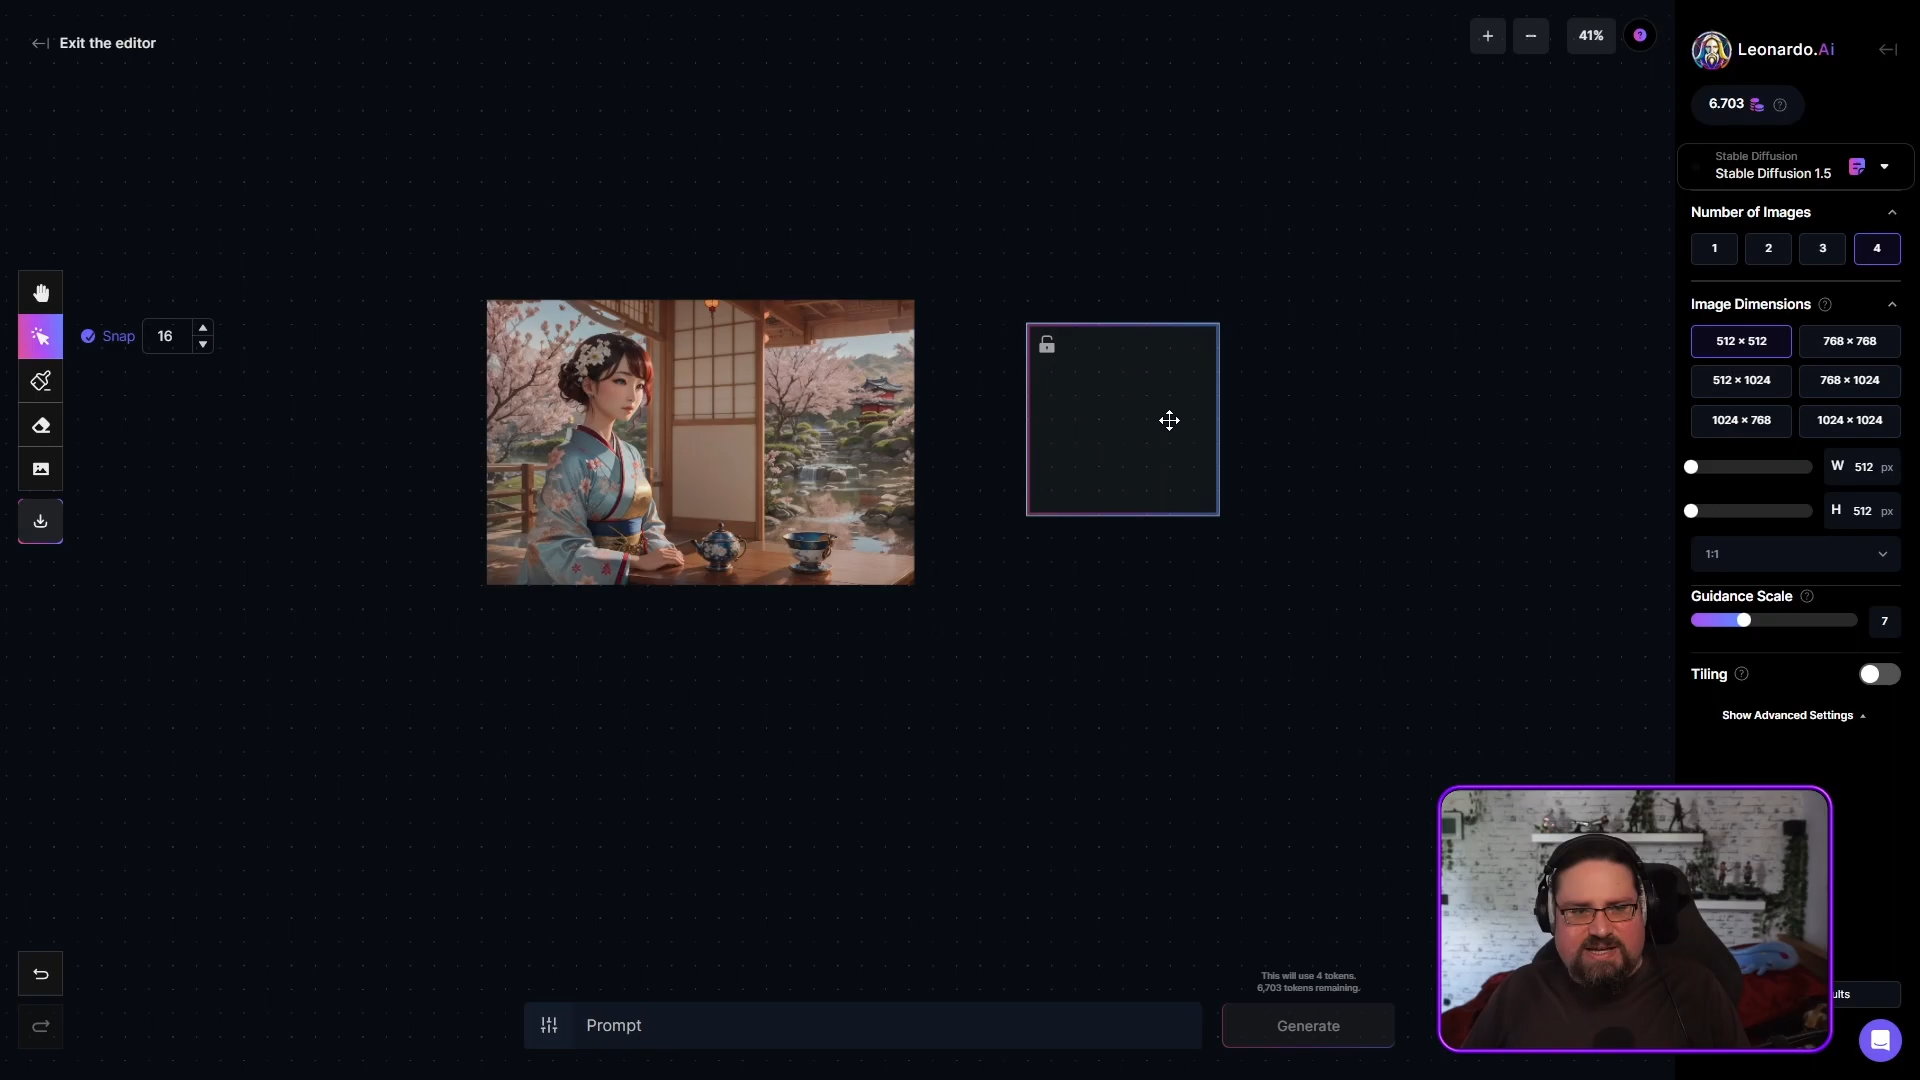 Exit the editor
41%
Leonardo.Ai
6.703
Stable Diffusion
Stable Diffusion 1.5
Number of Images
1 2 3 4
Snap 16
Image Dimensions
512 × 512 768 × 768
512 × 1024 768 × 1024
1024 × 768 1024 × 1024
W 512 px
H 512 px
1:1
Guidance Scale
7
Tiling
Show Advanced Settings
This will use 4 tokens.
6,703 tokens remaining.
Prompt
Generate